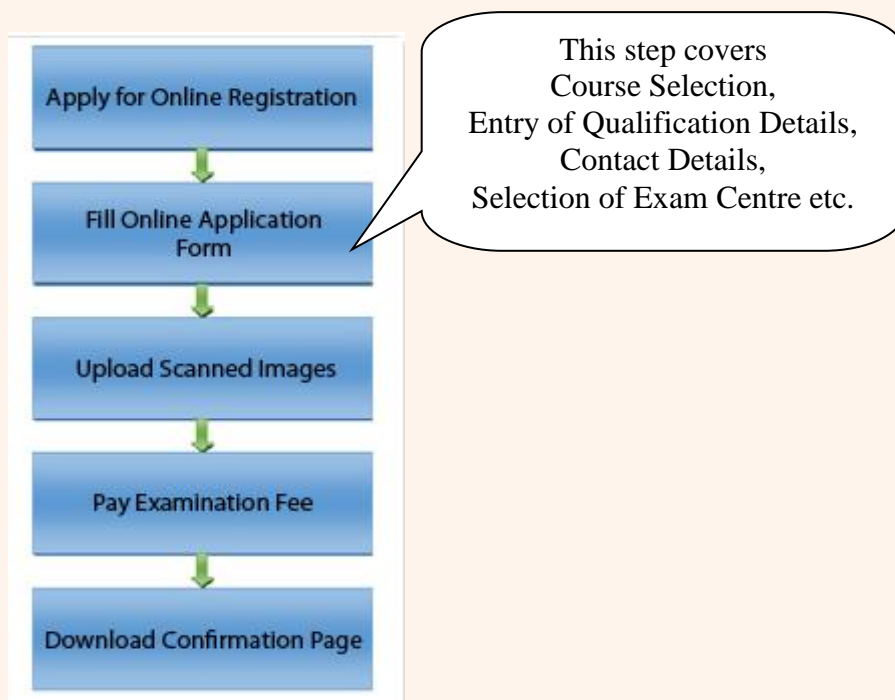 This step covers
Course Selection,
Entry of Qualification Details,
Contact Details,
Selection of Exam Centre etc.
Apply for Online Registration
Fill Online Application
Form
Upload Scanned Images
Pay Examination Fee
Download Confirmation Page